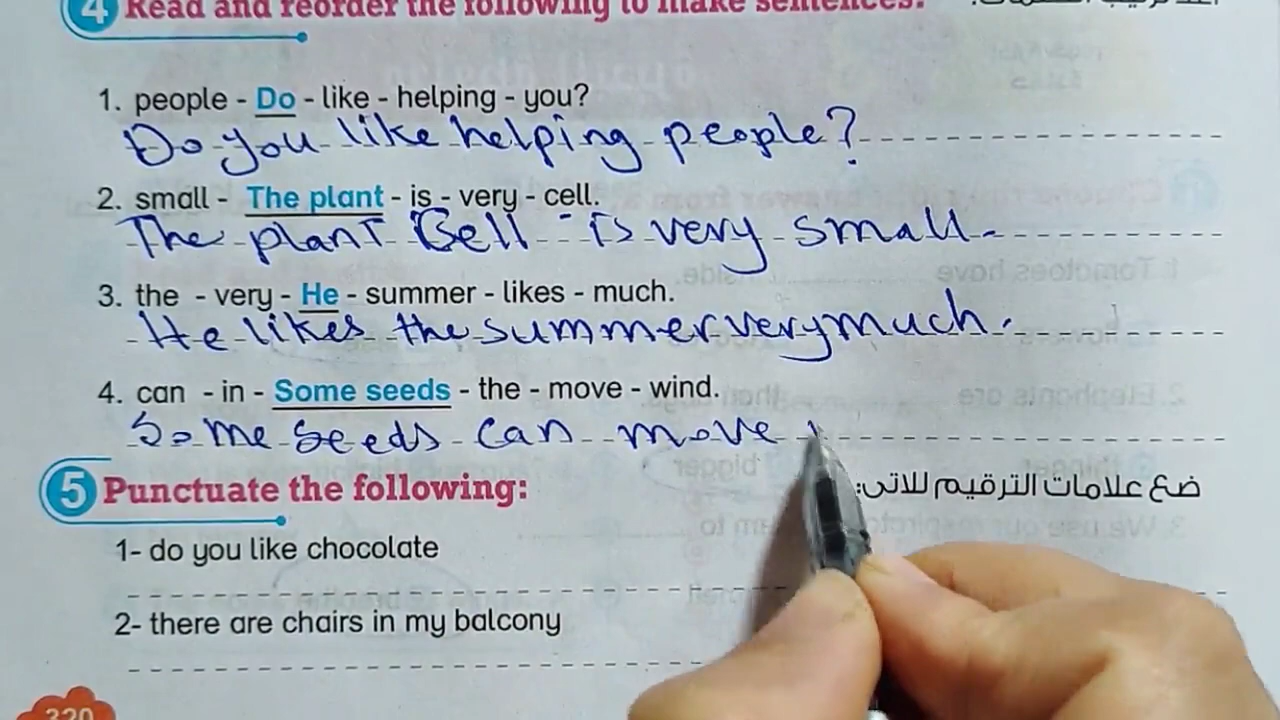 4 Read and reorder the following to make sentences:
1. people - Do - like - helping - you?
Do you like helping people?
2. small - The plant - is - very - cell.
The plant Cell is very small.
3. the - very - He - summer - likes - much.
He likes the summer very much.
4. can - in - Some seeds - the - move - wind.
Some seeds can move
5 Punctuate the following: ضع علامات الترقيم للاتى:
1- do you like chocolate
2- there are chairs in my balcony
320